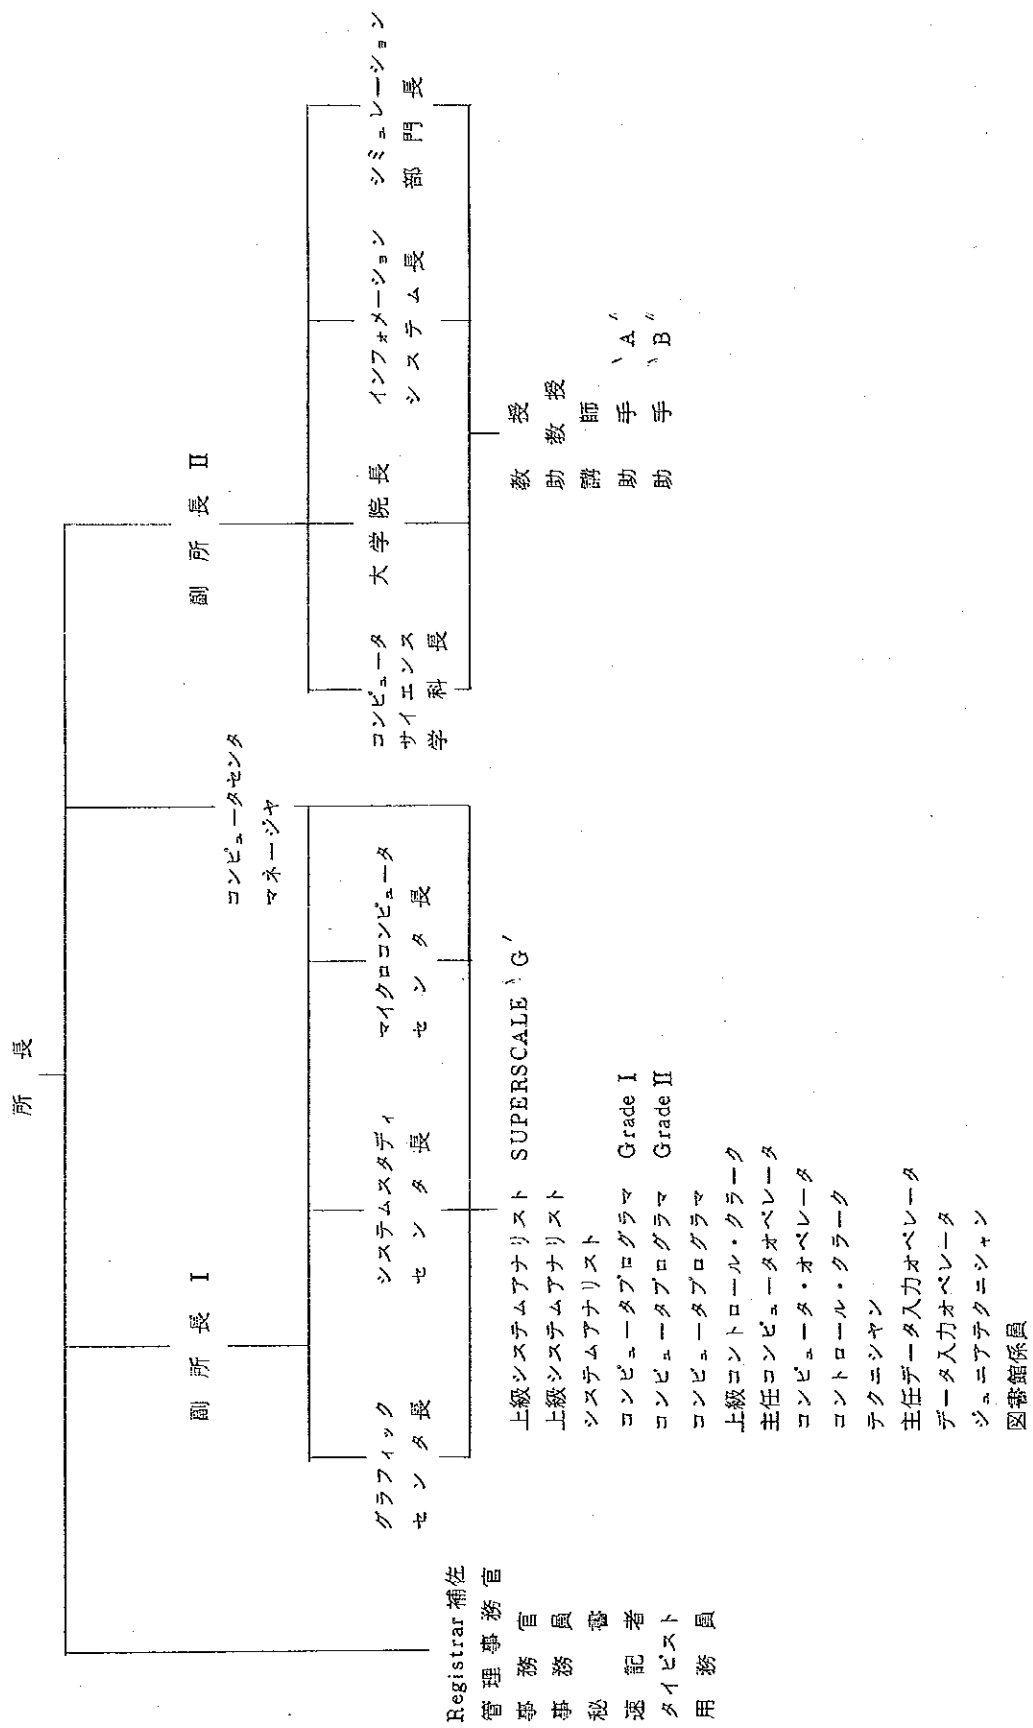 所長
副所長 I
コンピュータセンタ
マネージャ
副所長 II
グラフィック
センタ長
システムスタディ
センタ長
マイクロコンピュータ
センタ長
コンピュータ
サイエンス
学科長
大学院長
インフォメーション
システム長
シミュレーション
部門長
Registrar 補佐
管理事務官
事務官
事務員
秘書
速記者
タイピスト
用務員
上級システムアナリスト SUPERSCALE 〝G′
上級システムアナリスト
システムアナリスト
コンピュータプログラマ Grade I
コンピュータプログラマ Grade II
コンピュータプログラマ
上級コントロール・クラーク
主任コンピュータオペレータ
コンピュータ・オペレータ
コントロール・クラーク
テクニシャン
主任データ入力オペレータ
データ入力オペレータ
ジュニアテクニシャン
図書館係員
教授
助教授
講師
助手 〝A〞
助手 〝B〞